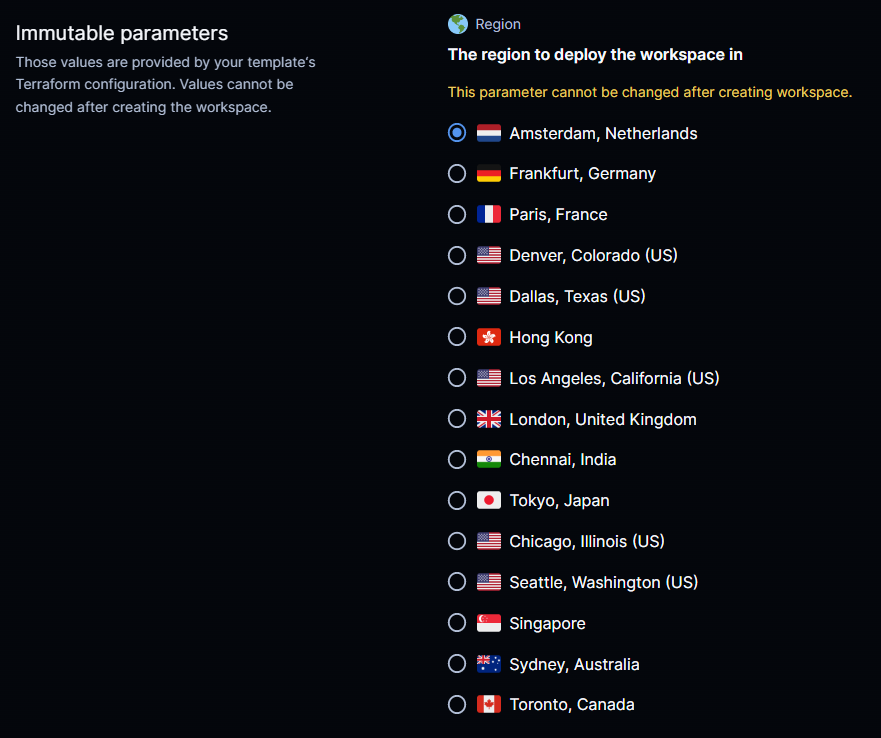 Immutable parameters
Those values are provided by your template's
Terraform configuration. Values cannot be
changed after creating the workspace.
Region
The region to deploy the workspace in
This parameter cannot be changed after creating workspace.
Amsterdam, Netherlands
Frankfurt, Germany
Paris, France
Denver, Colorado (US)
Dallas, Texas (US)
Hong Kong
Los Angeles, California (US)
London, United Kingdom
Chennai, India
Tokyo, Japan
Chicago, Illinois (US)
Seattle, Washington (US)
Singapore
Sydney, Australia
Toronto, Canada